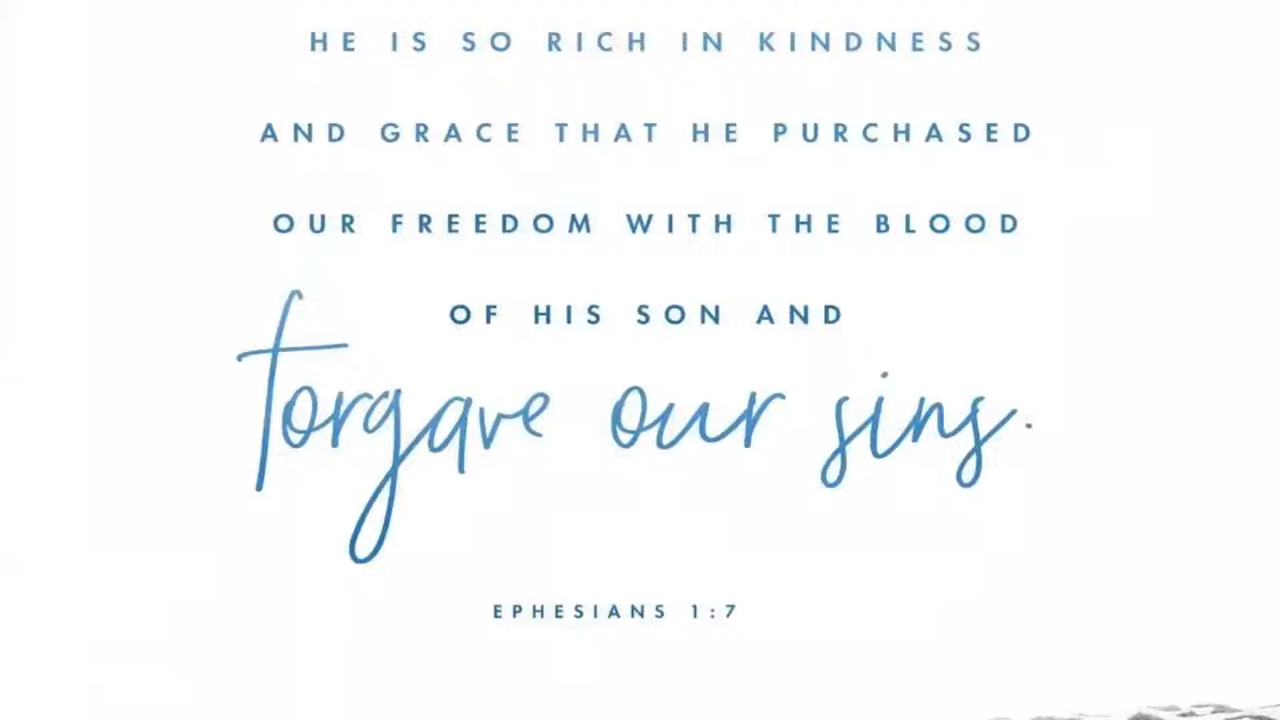 HE IS SO RICH IN KINDNESS
AND GRACE THAT HE PURCHASED
OUR FREEDOM WITH THE BLOOD
OF HIS SON AND
forgave our sins.
EPHESIANS 1:7